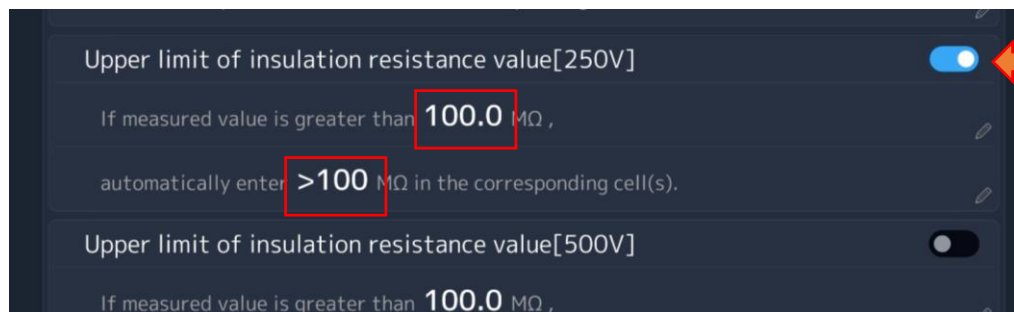 Upper limit of insulation resistance value[250V]
If measured value is greater than 100.0 MΩ ,
automatically enter >100 MΩ in the corresponding cell(s).
Upper limit of insulation resistance value[500V]
If measured value is greater than 100.0 MΩ ,